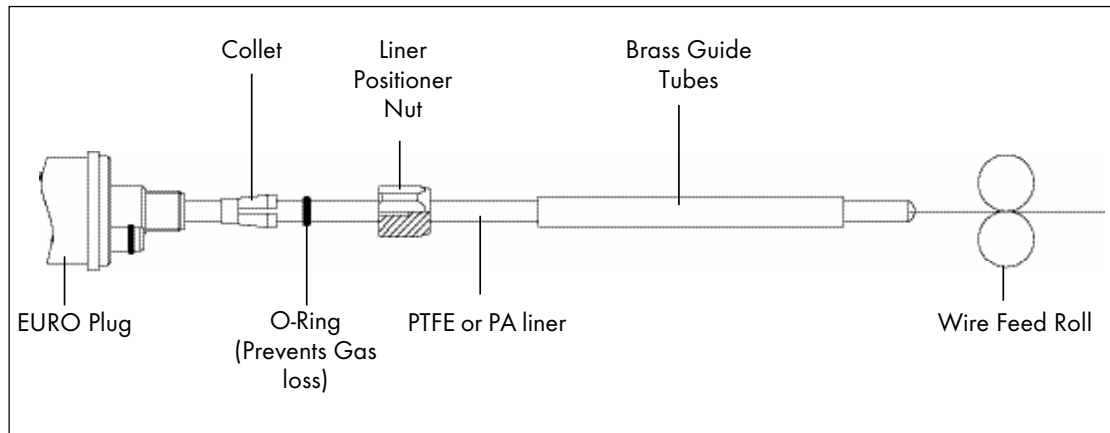 Collet
Liner
Positioner
Nut
Brass Guide
Tubes
EURO Plug
O-Ring
(Prevents Gas
loss)
PTFE or PA liner
Wire Feed Roll